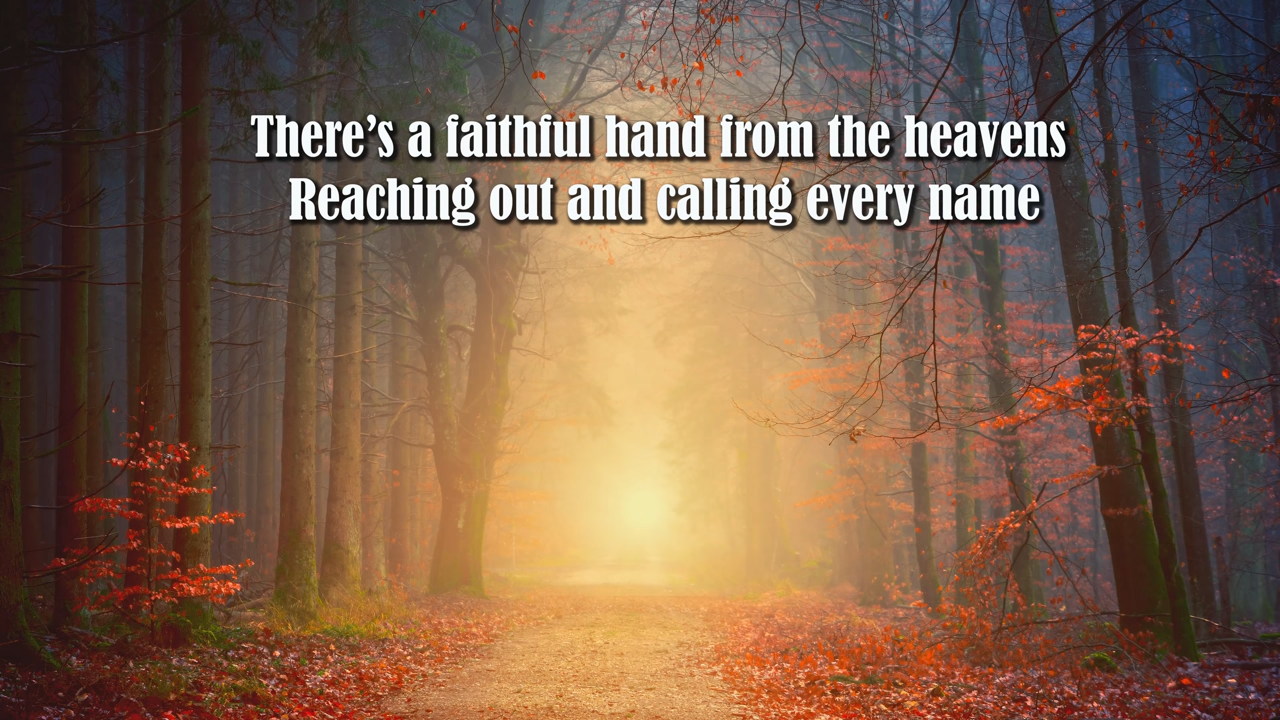 There’s a faithful hand from the heavens
Reaching out and calling every name